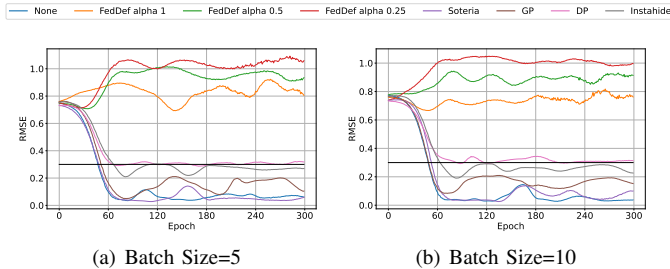 None FedDef alpha 1 FedDef alpha 0.5 FedDef alpha 0.25 Soteria GP DP Instahide
1.0
0.8
0.6
0.4
0.2
0.0
RMSE
0 60 120 180 240 300
Epoch
(a) Batch Size=5
1.0
0.8
0.6
0.4
0.2
0.0
RMSE
0 60 120 180 240 300
Epoch
(b) Batch Size=10